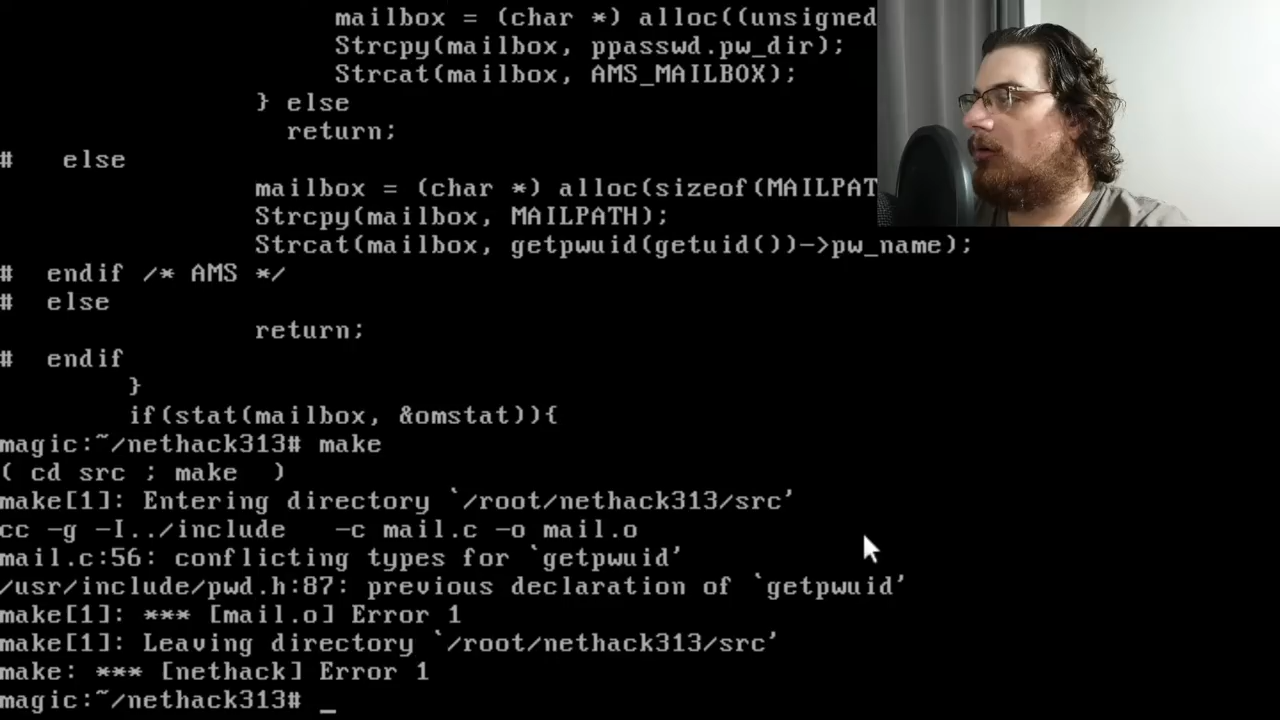 mailbox = (char *) alloc((unsigned
Strcpy(mailbox, ppasswd.pw_dir);
Strcat(mailbox, AMS_MAILBOX);
} else
return;
# else
mailbox = (char *) alloc(sizeof(MAILPAT
Strcpy(mailbox, MAILPATH);
Strcat(mailbox, getpwuid(getuid())->pw_name);
# endif /* AMS */
# else
return;
# endif
}
if(stat(mailbox, &omstat)){
magic:~/nethack313# make
( cd src ; make )
make[1]: Entering directory `/root/nethack313/src'
cc -g -I../include -c mail.c -o mail.o
mail.c:56: conflicting types for `getpwuid'
/usr/include/pwd.h:87: previous declaration of `getpwuid'
make[1]: *** [mail.o] Error 1
make[1]: Leaving directory `/root/nethack313/src'
make: *** [nethack] Error 1
magic:~/nethack313# _